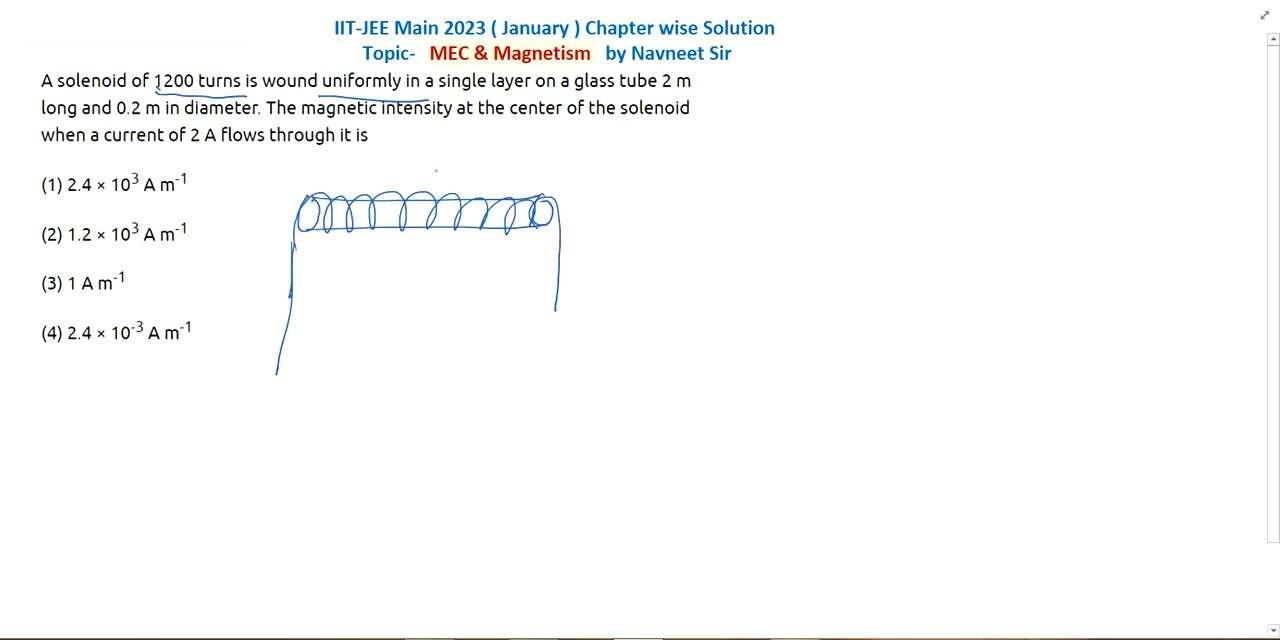 IIT-JEE Main 2023 ( January ) Chapter wise Solution
Topic- MEC & Magnetism by Navneet Sir
A solenoid of 1200 turns is wound uniformly in a single layer on a glass tube 2 m
long and 0.2 m in diameter. The magnetic intensity at the center of the solenoid
when a current of 2 A flows through it is
(1) 2.4 × 10³ A m⁻¹
(2) 1.2 × 10³ A m⁻¹
(3) 1 A m⁻¹
(4) 2.4 × 10⁻³ A m⁻¹